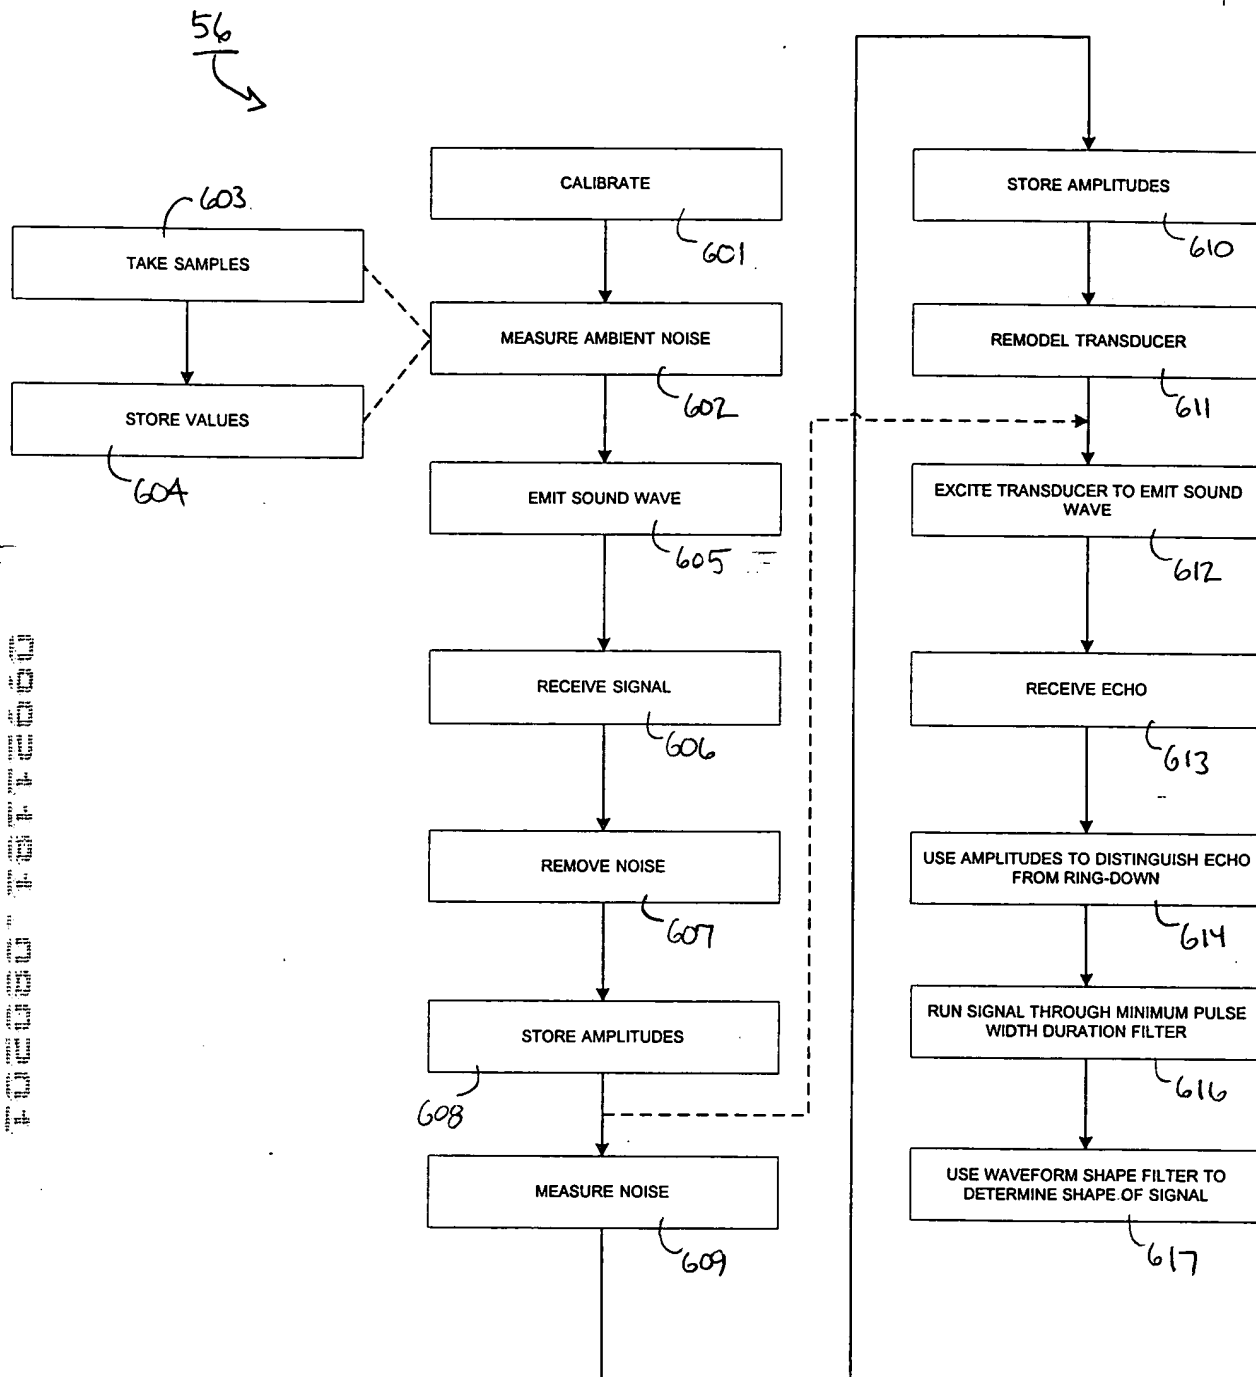 56
603
TAKE SAMPLES
STORE VALUES
604
CALIBRATE
601
MEASURE AMBIENT NOISE
602
EMIT SOUND WAVE
605
RECEIVE SIGNAL
606
REMOVE NOISE
607
STORE AMPLITUDES
608
MEASURE NOISE
609
STORE AMPLITUDES
610
REMODEL TRANSDUCER
611
EXCITE TRANSDUCER TO EMIT SOUND
WAVE
612
RECEIVE ECHO
613
USE AMPLITUDES TO DISTINGUISH ECHO
FROM RING-DOWN
614
RUN SIGNAL THROUGH MINIMUM PULSE
WIDTH DURATION FILTER
616
USE WAVEFORM SHAPE FILTER TO
DETERMINE SHAPE OF SIGNAL
617